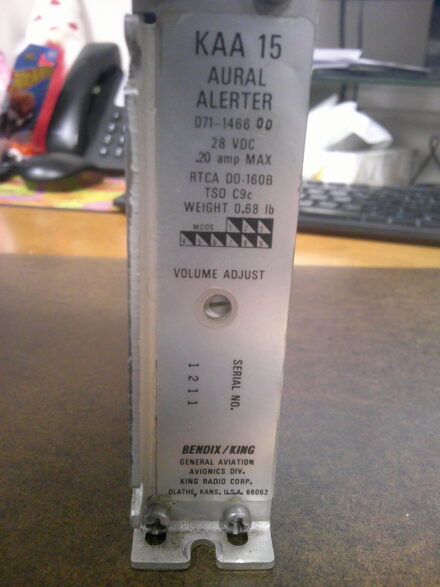 KAA 15
AURAL
ALERTER
071-1466 00
28 VDC
.20 amp MAX
RTCA DO-160B
TSO C9c
WEIGHT 0.68 lb
MODS
VOLUME ADJUST
SERIAL NO.
1211
BENDIX/KING
GENERAL AVIATION
AVIONICS DIV.
KING RADIO CORP.
OLATHE, KANS. U.S.A. 66062